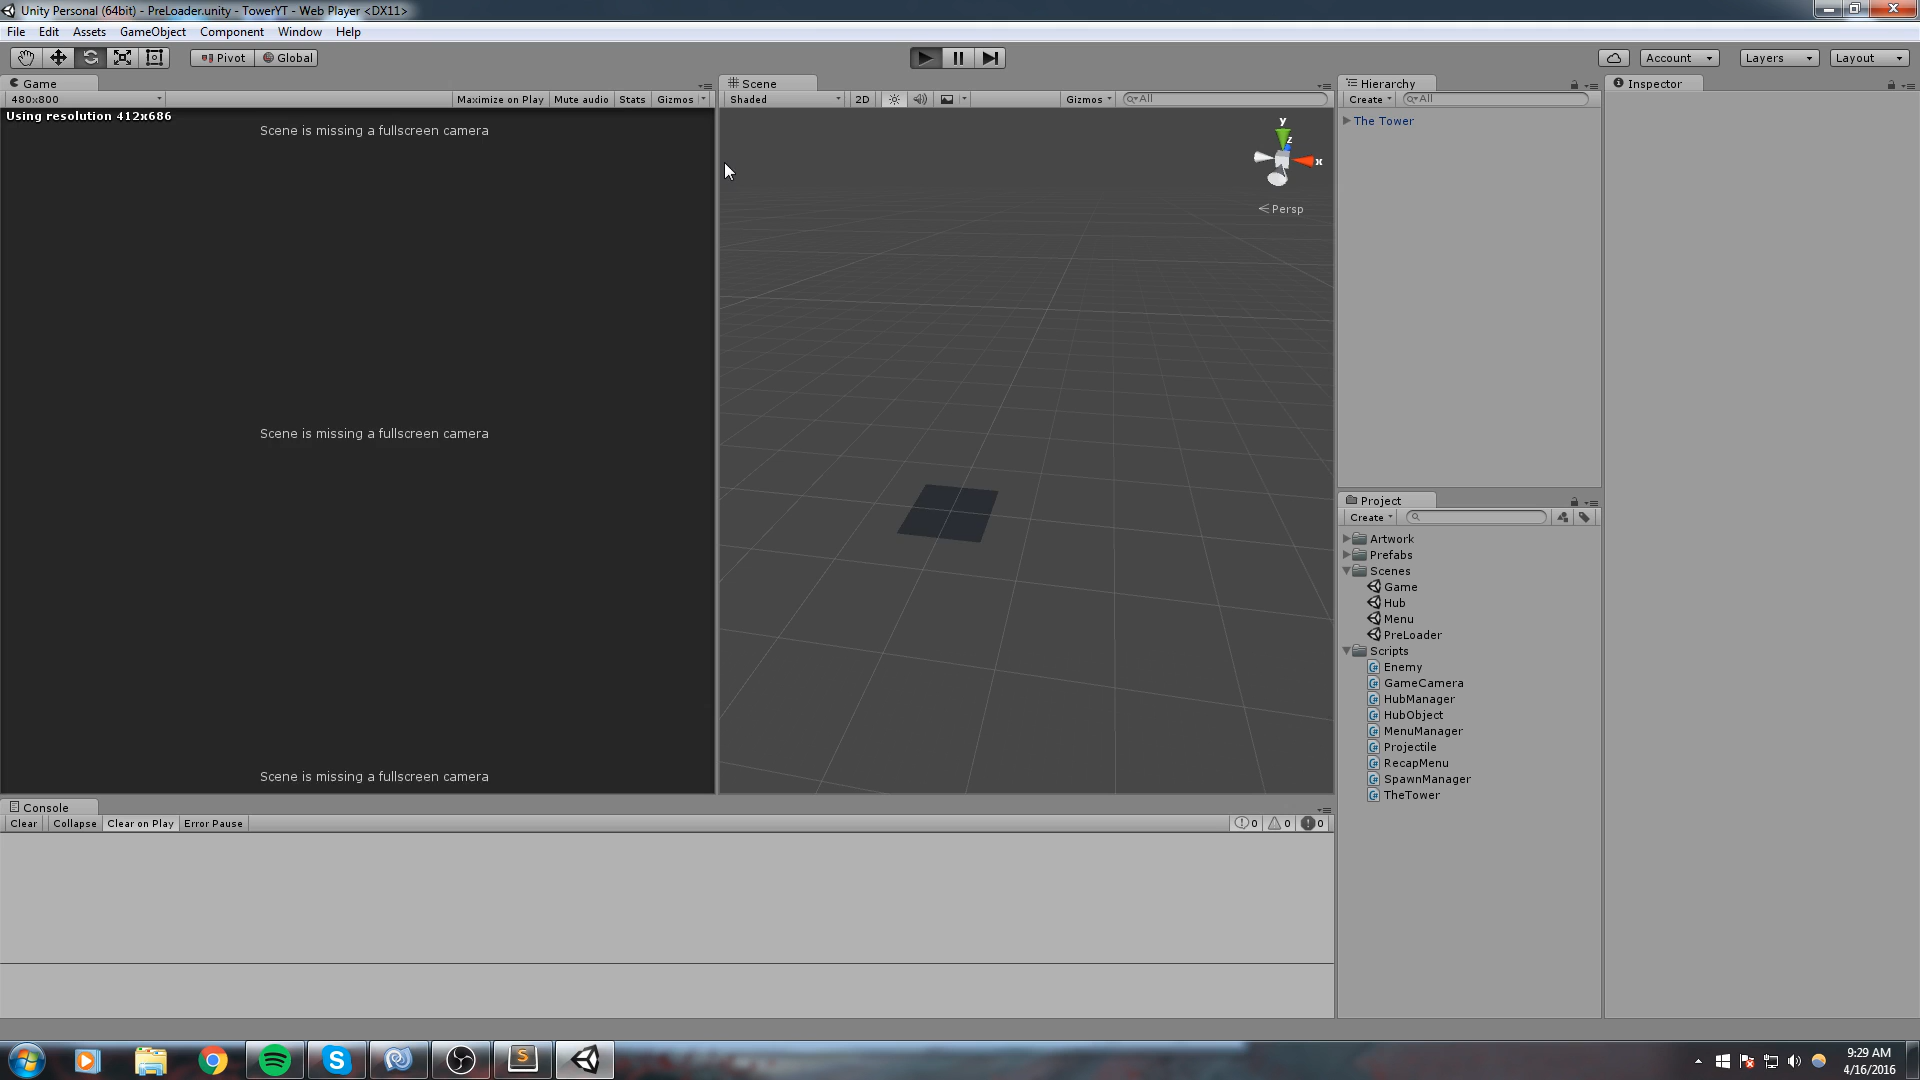 Unity Personal (64bit) - PreLoader.unity - TowerYT - Web Player <DX11>
File Edit Assets GameObject Component Window Help
Pivot Global Account Layers Layout
Game
480x800 Maximize on Play Mute audio Stats Gizmos
Using resolution 412x686
Scene is missing a fullscreen camera
Scene is missing a fullscreen camera
Scene is missing a fullscreen camera
Scene
Shaded 2D Gizmos All
y
z
x
Persp
Hierarchy
Create All
The Tower
Inspector
Project
Create
Artwork
Prefabs
Scenes
Game
Hub
Menu
PreLoader
Scripts
Enemy
GameCamera
HubManager
HubObject
MenuManager
Projectile
RecapMenu
SpawnManager
TheTower
Console
Clear Collapse Clear on Play Error Pause 0 0 0
9:29 AM
4/16/2016